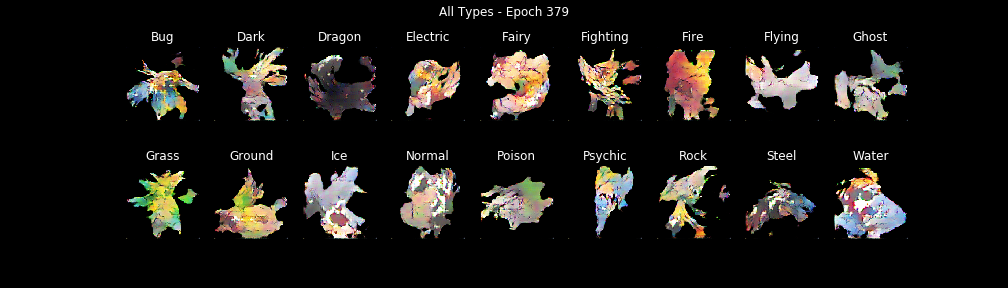 All Types - Epoch 379
Bug Dark Dragon Electric Fairy Fighting Fire Flying Ghost
Grass Ground Ice Normal Poison Psychic Rock Steel Water